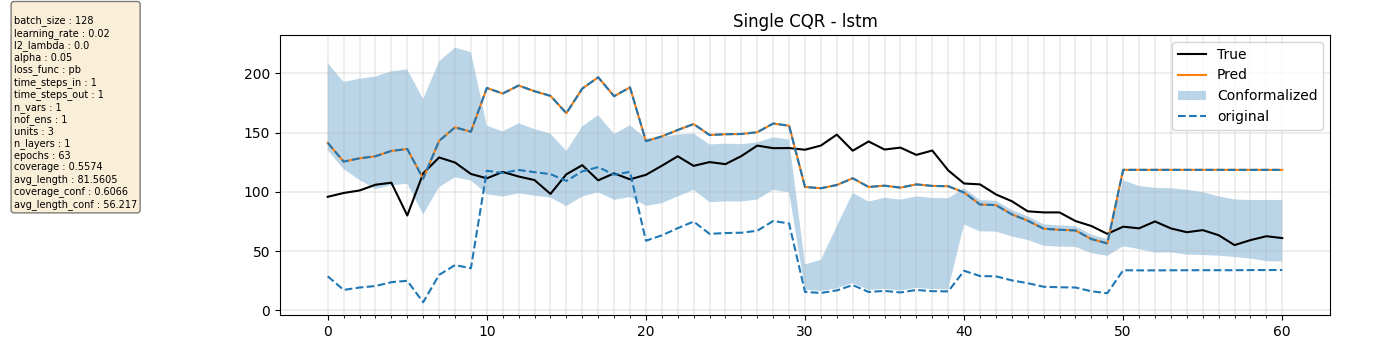 batch_size : 128
learning_rate : 0.02
l2_lambda : 0.0
alpha : 0.05
loss_func : pb
time_steps_in : 1
time_steps_out : 1
n_vars : 1
nof_ens : 1
units : 3
n_layers : 1
epochs : 63
coverage : 0.5574
avg_length : 81.5605
coverage_conf : 0.6066
avg_length_conf : 56.217
Single CQR - lstm
True
Pred
Conformalized
original
200
150
100
50
0
0 10 20 30 40 50 60